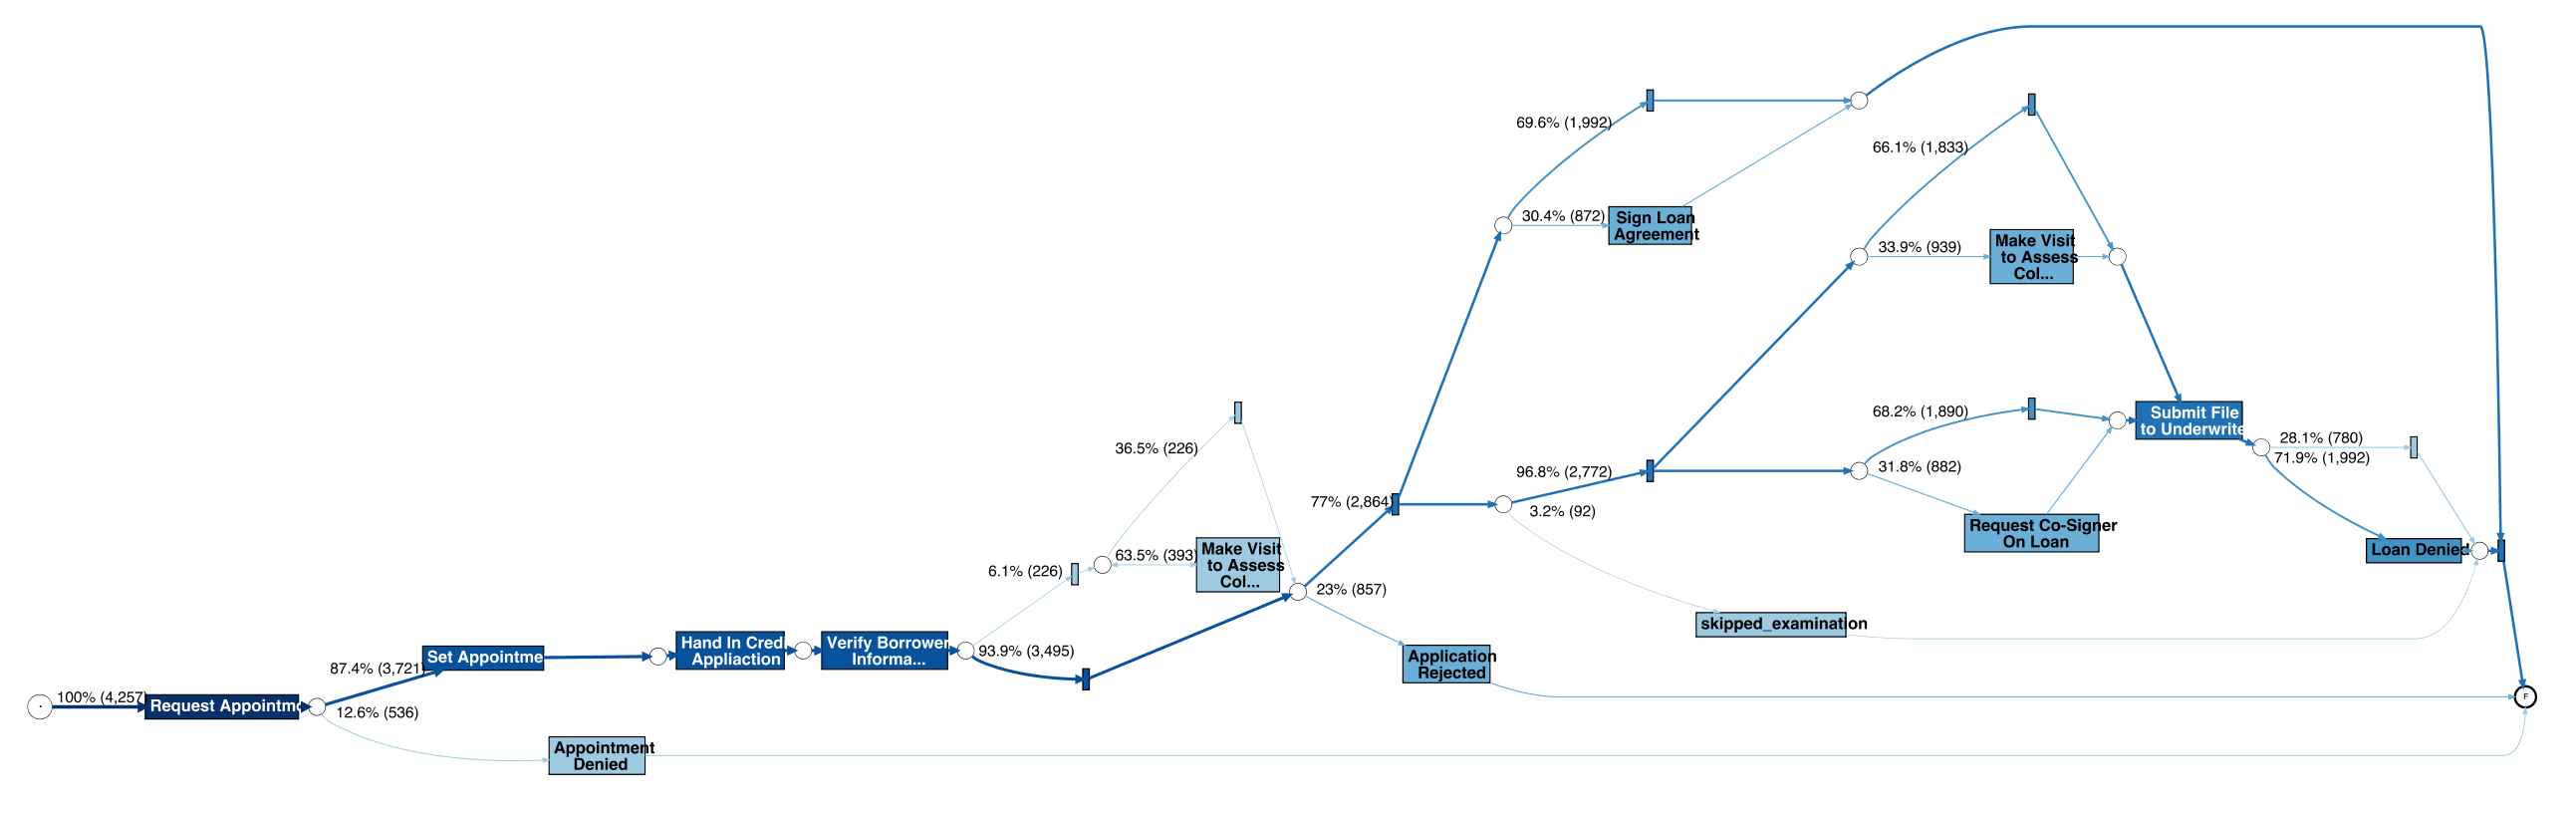 100% (4,257)
Request Appointm
87.4% (3,721)
12.6% (536)
Set Appointme
Appointment
Denied
Hand In Cred
Appliaction
Verify Borrower
Informa...
6.1% (226)
93.9% (3,495)
36.5% (226)
63.5% (393)
Make Visit
to Assess
Col...
77% (2,864)
23% (857)
Application
Rejected
69.6% (1,992)
30.4% (872)
Sign Loan
Agreement
96.8% (2,772)
3.2% (92)
skipped_examination
66.1% (1,833)
33.9% (939)
Make Visit
to Assess
Col...
68.2% (1,890)
31.8% (882)
Request Co-Signer
On Loan
Submit File
to Underwrite
28.1% (780)
71.9% (1,992)
Loan Denied
F